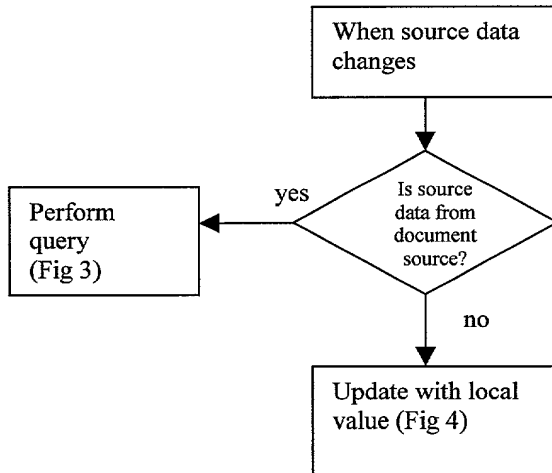 When source data
changes
yes
Is source
data from
document
source?
Perform
query
(Fig 3)
no
Update with local
value (Fig 4)